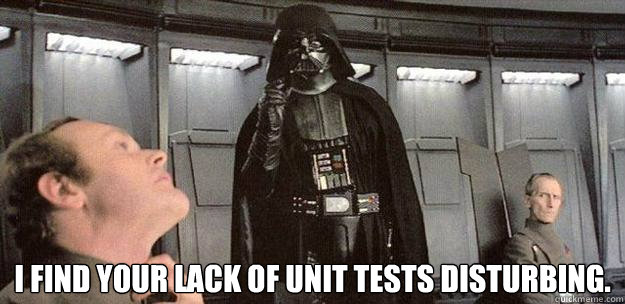 I FIND YOUR LACK OF UNIT TESTS DISTURBING.
quickmeme.com